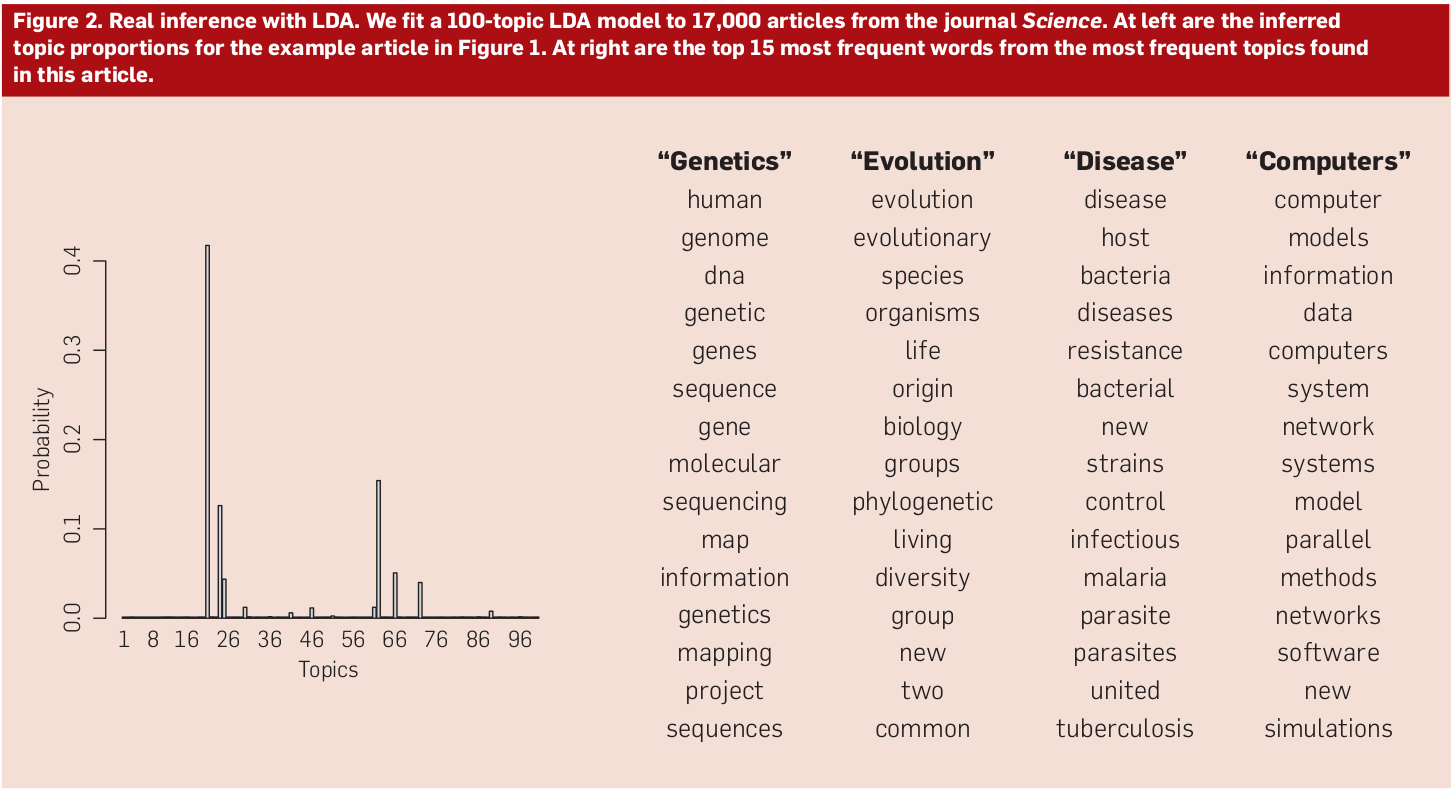 Figure 2. Real inference with LDA. We fit a 100-topic LDA model to 17,000 articles from the journal Science. At left are the inferred
topic proportions for the example article in Figure 1. At right are the top 15 most frequent words from the most frequent topics found
in this article.
“Genetics” “Evolution” “Disease” “Computers”
human evolution disease computer
genome evolutionary host models
dna species bacteria information
genetic organisms diseases data
genes life resistance computers
sequence origin bacterial system
gene biology new network
molecular groups strains systems
sequencing phylogenetic control model
map living infectious parallel
information diversity malaria methods
genetics group parasite networks
mapping new parasites software
project two united new
sequences common tuberculosis simulations
Probability
0.4
0.3
0.2
0.1
0.0
1 8 16 26 36 46 56 66 76 86 96
Topics